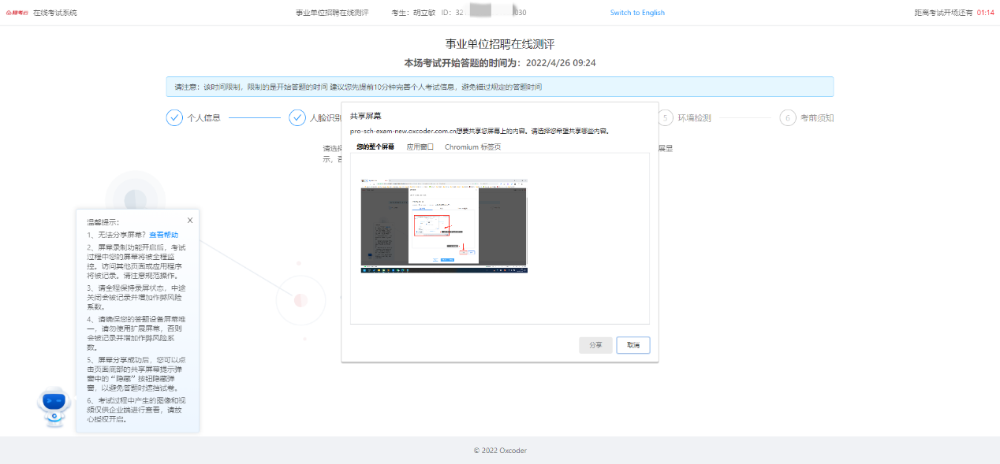 趣考云 在线考试系统
事业单位招聘在线测评 考生：胡立敏 ID：32 030
Switch to English
距离考试开场还有 01:14
事业单位招聘在线测评
本场考试开始答题的时间为：2022/4/26 09:24
请注意：该时间限制，限制的是开始答题的时间 建议您先提前10分钟完善个人考试信息，避免错过规定的答题时间
个人信息
人脸识别
5 环境检测
6 考前须知
请选择
展显
示，否
共享屏幕
pro-sch-exam-new.oxcoder.com.cn想要共享您屏幕上的内容。请选择您希望共享哪些内容。
您的整个屏幕 应用窗口 Chromium 标签页
分享 取消
温馨提示： X
1、无法分享屏幕？查看帮助
2、屏幕录制功能开启后，考试
过程中您的屏幕将被全程监
控。访问其他页面或应用程序
将被记录。请注意规范操作。
3、请全程保持录屏状态，中途
关闭会被记录并增加作弊风险
系数。
4、请确保您的答题设备屏幕唯
一，请勿使用扩展屏幕，否则
会被记录并增加作弊风险系
数。
5、屏幕分享成功后，您可以点
击页面底部的共享屏幕提示弹
窗中的“隐藏”按钮隐藏弹
窗，以避免答题时遮挡试卷。
6、考试过程中产生的图像和视
频仅供企业端进行查看，请放
心授权开启。
© 2022 Oxcoder